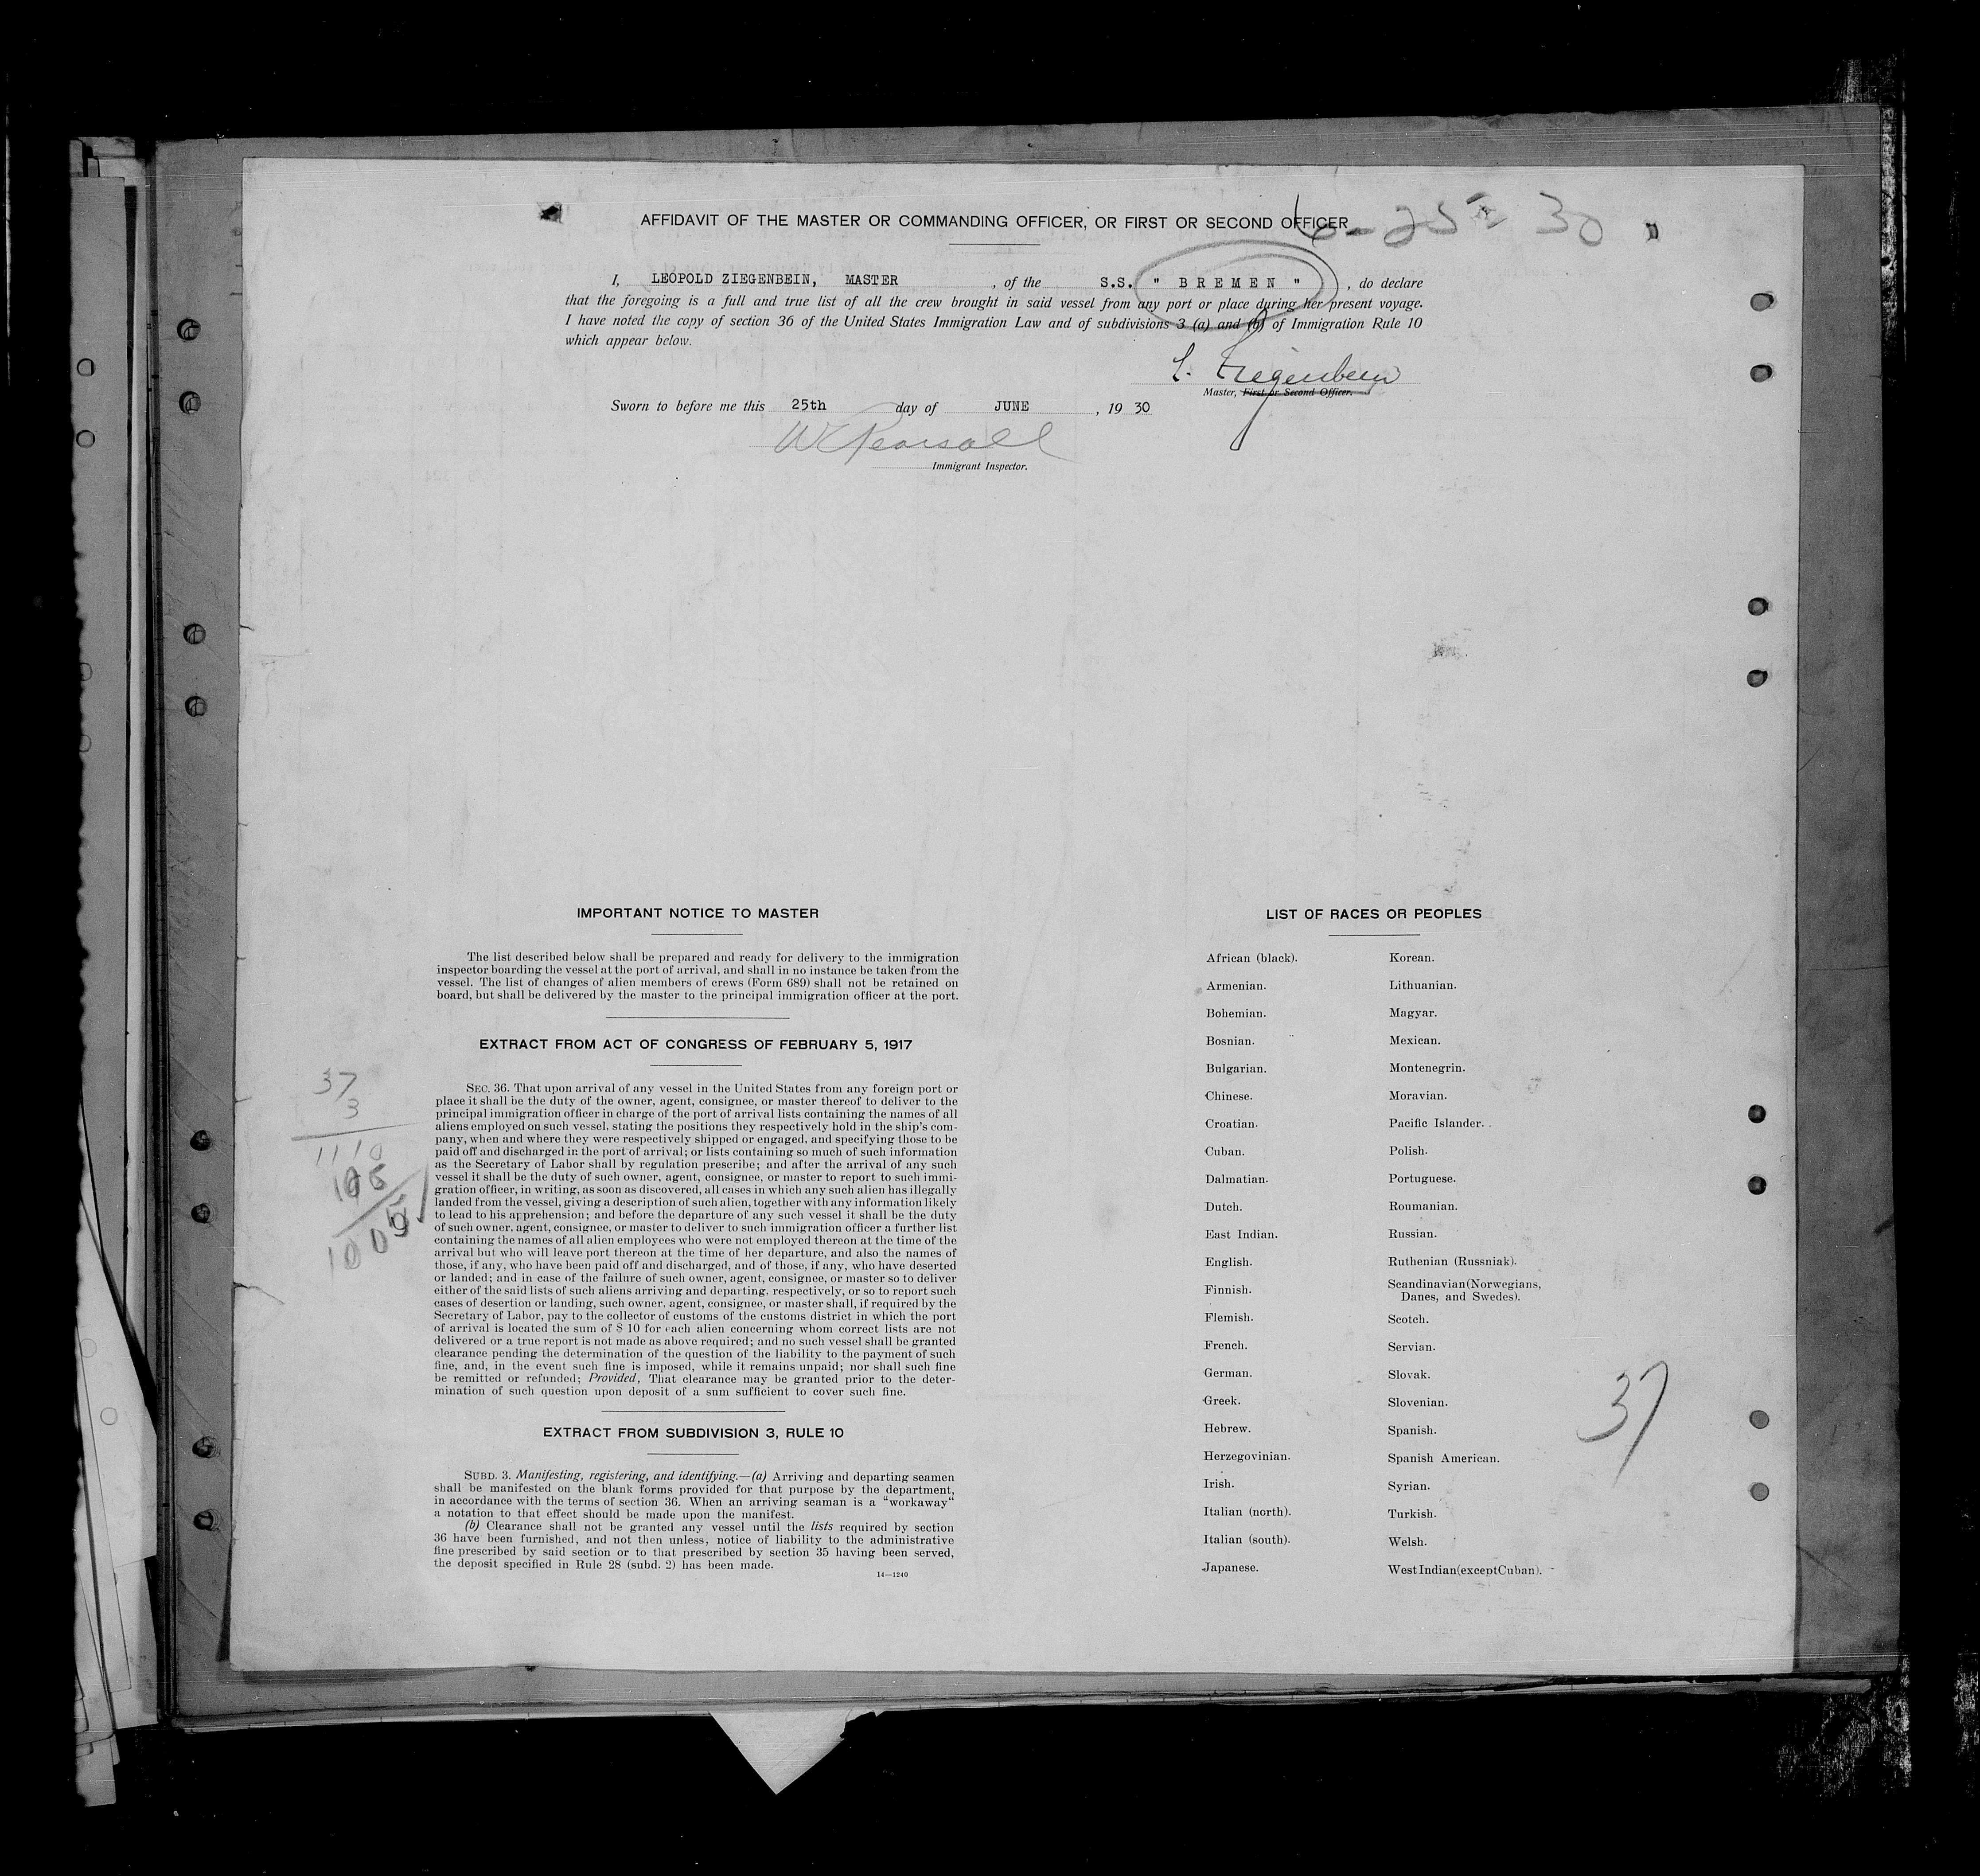 6-25-30
AFFIDAVIT OF THE MASTER OR COMMANDING OFFICER, OR FIRST OR SECOND OFFICER
I, LEOPOLD ZIEGENBEIN, MASTER, of the S.S. " B R E M E N ", do declare
that the foregoing is a full and true list of all the crew brought in said vessel from any port or place during her present voyage.
I have noted the copy of section 36 of the United States Immigration Law and of subdivisions 3 (a) and (b) of Immigration Rule 10
which appear below.
L. Ziegenbein
Master, First or Second Officer.
Sworn to before me this 25th day of JUNE, 19 30
W Pearsall
Immigrant Inspector.
IMPORTANT NOTICE TO MASTER
The list described below shall be prepared and ready for delivery to the immigration
inspector boarding the vessel at the port of arrival, and shall in no instance be taken from the
vessel. The list of changes of alien members of crews (Form 689) shall not be retained on
board, but shall be delivered by the master to the principal immigration officer at the port.
EXTRACT FROM ACT OF CONGRESS OF FEBRUARY 5, 1917
SEC. 36. That upon arrival of any vessel in the United States from any foreign port or
place it shall be the duty of the owner, agent, consignee, or master thereof to deliver to the
principal immigration officer in charge of the port of arrival lists containing the names of all
aliens employed on such vessel, stating the positions they respectively hold in the ship's com-
pany, when and where they were respectively shipped or engaged, and specifying those to be
paid off and discharged in the port of arrival; or lists containing so much of such information
as the Secretary of Labor shall by regulation prescribe; and after the arrival of any such
vessel it shall be the duty of such owner, agent, consignee, or master to report to such immi-
gration officer, in writing, as soon as discovered, all cases in which any such alien has illegally
landed from the vessel, giving a description of such alien, together with any information likely
to lead to his apprehension; and before the departure of any such vessel it shall be the duty
of such owner, agent, consignee, or master to deliver to such immigration officer a further list
containing the names of all alien employees who were not employed thereon at the time of the
arrival but who will leave port thereon at the time of her departure, and also the names of
those, if any, who have been paid off and discharged, and of those, if any, who have deserted
or landed; and in case of the failure of such owner, agent, consignee, or master so to deliver
either of the said lists of such aliens arriving and departing, respectively, or so to report such
cases of desertion or landing, such owner, agent, consignee, or master shall, if required by the
Secretary of Labor, pay to the collector of customs of the customs district in which the port
of arrival is located the sum of $ 10 for each alien concerning whom correct lists are not
delivered or a true report is not made as above required; and no such vessel shall be granted
clearance pending the determination of the question of the liability to the payment of such
fine, and, in the event such fine is imposed, while it remains unpaid; nor shall such fine
be remitted or refunded; Provided, That clearance may be granted prior to the deter-
mination of such question upon deposit of a sum sufficient to cover such fine.
EXTRACT FROM SUBDIVISION 3, RULE 10
SUBD. 3. Manifesting, registering, and identifying.—(a) Arriving and departing seamen
shall be manifested on the blank forms provided for that purpose by the department,
in accordance with the terms of section 36. When an arriving seaman is a “workaway“
a notation to that effect should be made upon the manifest.
(b) Clearance shall not be granted any vessel until the lists required by section
36 have been furnished, and not then unless, notice of liability to the administrative
fine prescribed by said section or to that prescribed by section 35 having been served,
the deposit specified in Rule 28 (subd. 2) has been made.
14—1240
37
3
1110
LIST OF RACES OR PEOPLES
African (black).
Armenian.
Bohemian.
Bosnian.
Bulgarian.
Chinese.
Croatian.
Cuban.
Dalmatian.
Dutch.
East Indian.
English.
Finnish.
Flemish.
French.
German.
Greek.
Hebrew.
Herzegovinian.
Irish.
Italian (north).
Italian (south).
Japanese.
Korean.
Lithuanian.
Magyar.
Mexican.
Montenegrin.
Moravian.
Pacific Islander.
Polish.
Portuguese.
Roumanian.
Russian.
Ruthenian (Russniak).
Scandinavian (Norwegians,
Danes, and Swedes).
Scotch.
Servian.
Slovak.
Slovenian.
Spanish.
Spanish American.
Syrian.
Turkish.
Welsh.
West Indian (except Cuban).
37